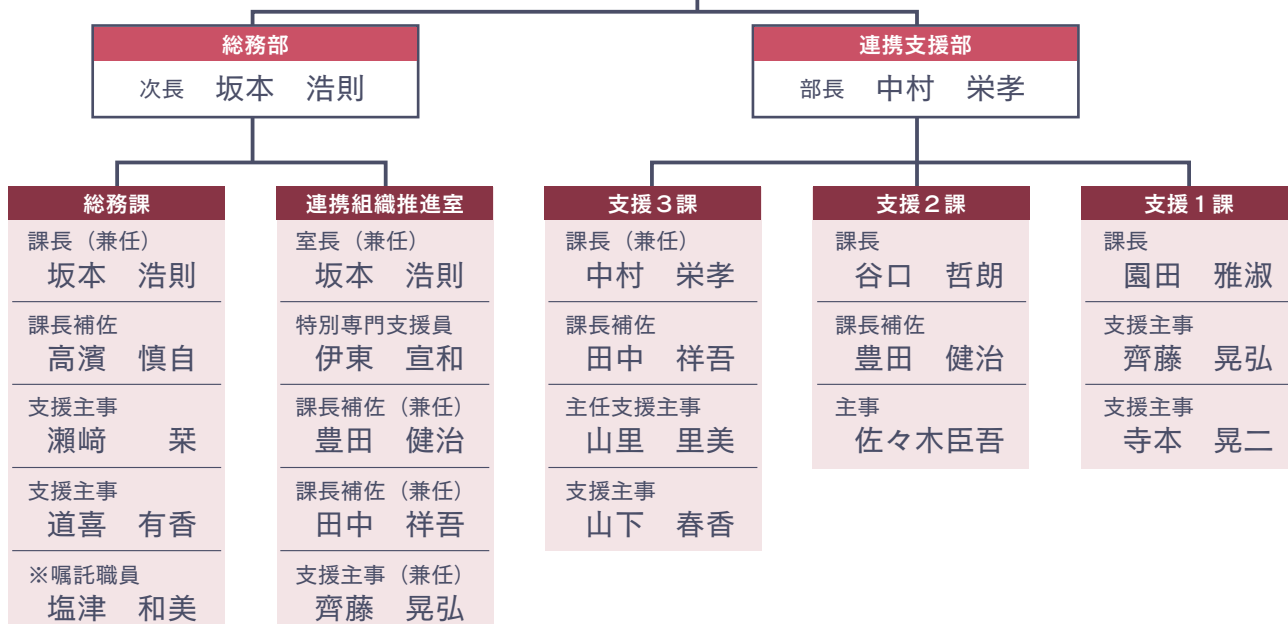 総務部
次長　坂本　浩則
連携支援部
部長　中村　栄孝
総務課
課長（兼任）
坂本　浩則
課長補佐
高濱　慎自
支援主事
瀬﨑　　栞
支援主事
道喜　有香
※嘱託職員
塩津　和美
連携組織推進室
室長（兼任）
坂本　浩則
特別専門支援員
伊東　宣和
課長補佐（兼任）
豊田　健治
課長補佐（兼任）
田中　祥吾
支援主事（兼任）
齊藤　晃弘
支援３課
課長（兼任）
中村　栄孝
課長補佐
田中　祥吾
主任支援主事
山里　里美
支援主事
山下　春香
支援２課
課長
谷口　哲朗
課長補佐
豊田　健治
主事
佐々木臣吾
支援１課
課長
園田　雅淑
支援主事
齊藤　晃弘
支援主事
寺本　晃二